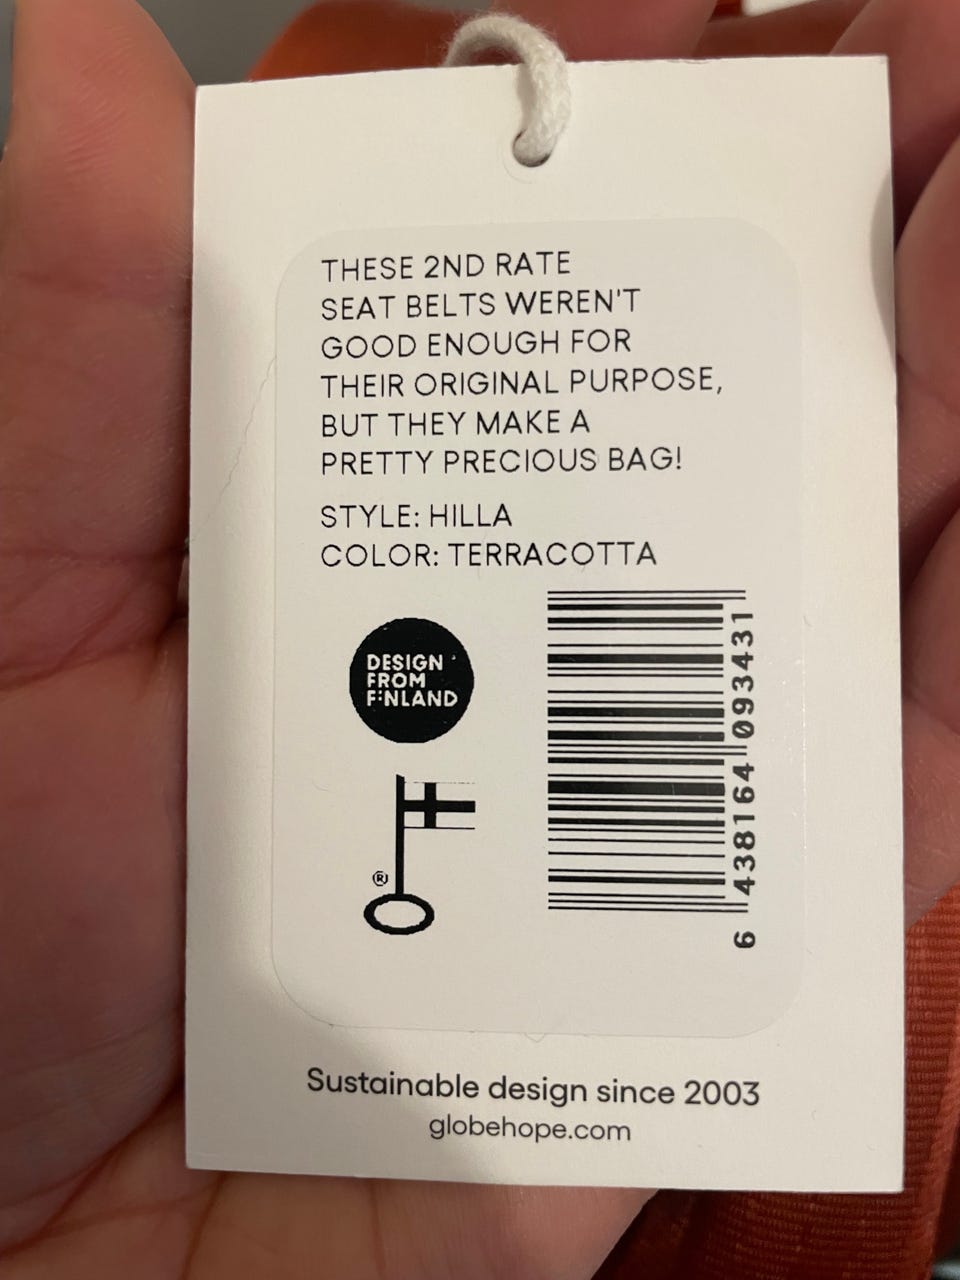 THESE 2ND RATE
SEAT BELTS WEREN'T
GOOD ENOUGH FOR
THEIR ORIGINAL PURPOSE,
BUT THEY MAKE A
PRETTY PRECIOUS BAG!
STYLE: HILLA
COLOR: TERRACOTTA
DESIGN
FROM
FINLAND
®
6 438164 093431
Sustainable design since 2003
globehope.com